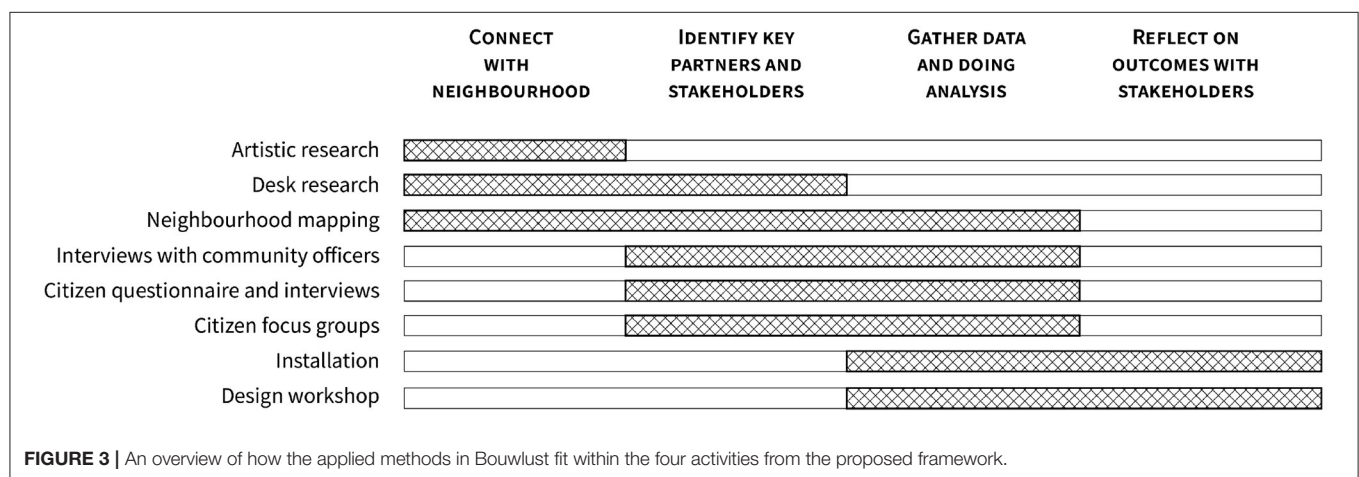 CONNECT
WITH
NEIGHBOURHOOD
IDENTIFY KEY
PARTNERS AND
STAKEHOLDERS
GATHER DATA
AND DOING
ANALYSIS
REFLECT ON
OUTCOMES WITH
STAKEHOLDERS
Artistic research
Desk research
Neighbourhood mapping
Interviews with community officers
Citizen questionnaire and interviews
Citizen focus groups
Installation
Design workshop
FIGURE 3 | An overview of how the applied methods in Bouwlust fit within the four activities from the proposed framework.